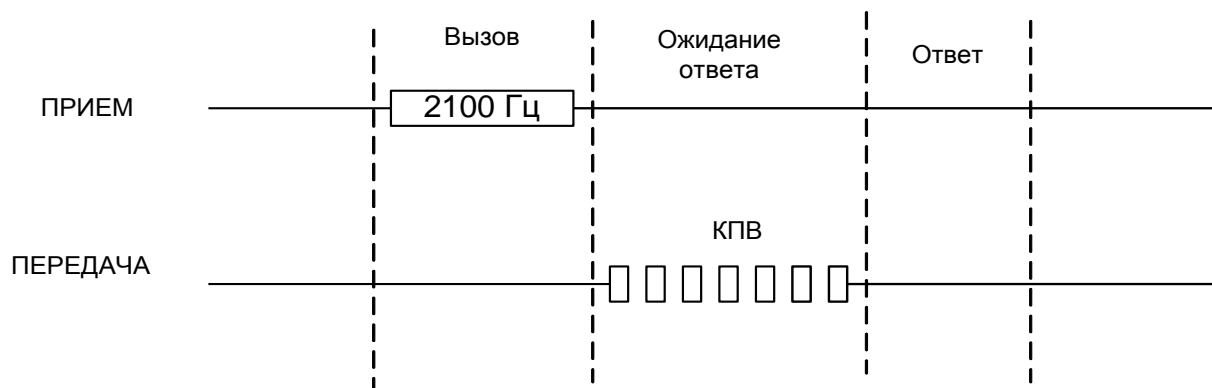 Вызов
Ожидание
ответа
Ответ
ПРИЕМ
2100 Гц
КПВ
ПЕРЕДАЧА